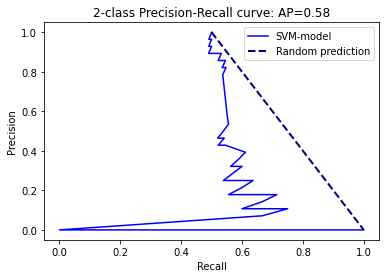 2-class Precision-Recall curve: AP=0.58
SVM-model
Random prediction
Precision
1.0
0.8
0.6
0.4
0.2
0.0
0.0 0.2 0.4 0.6 0.8 1.0
Recall